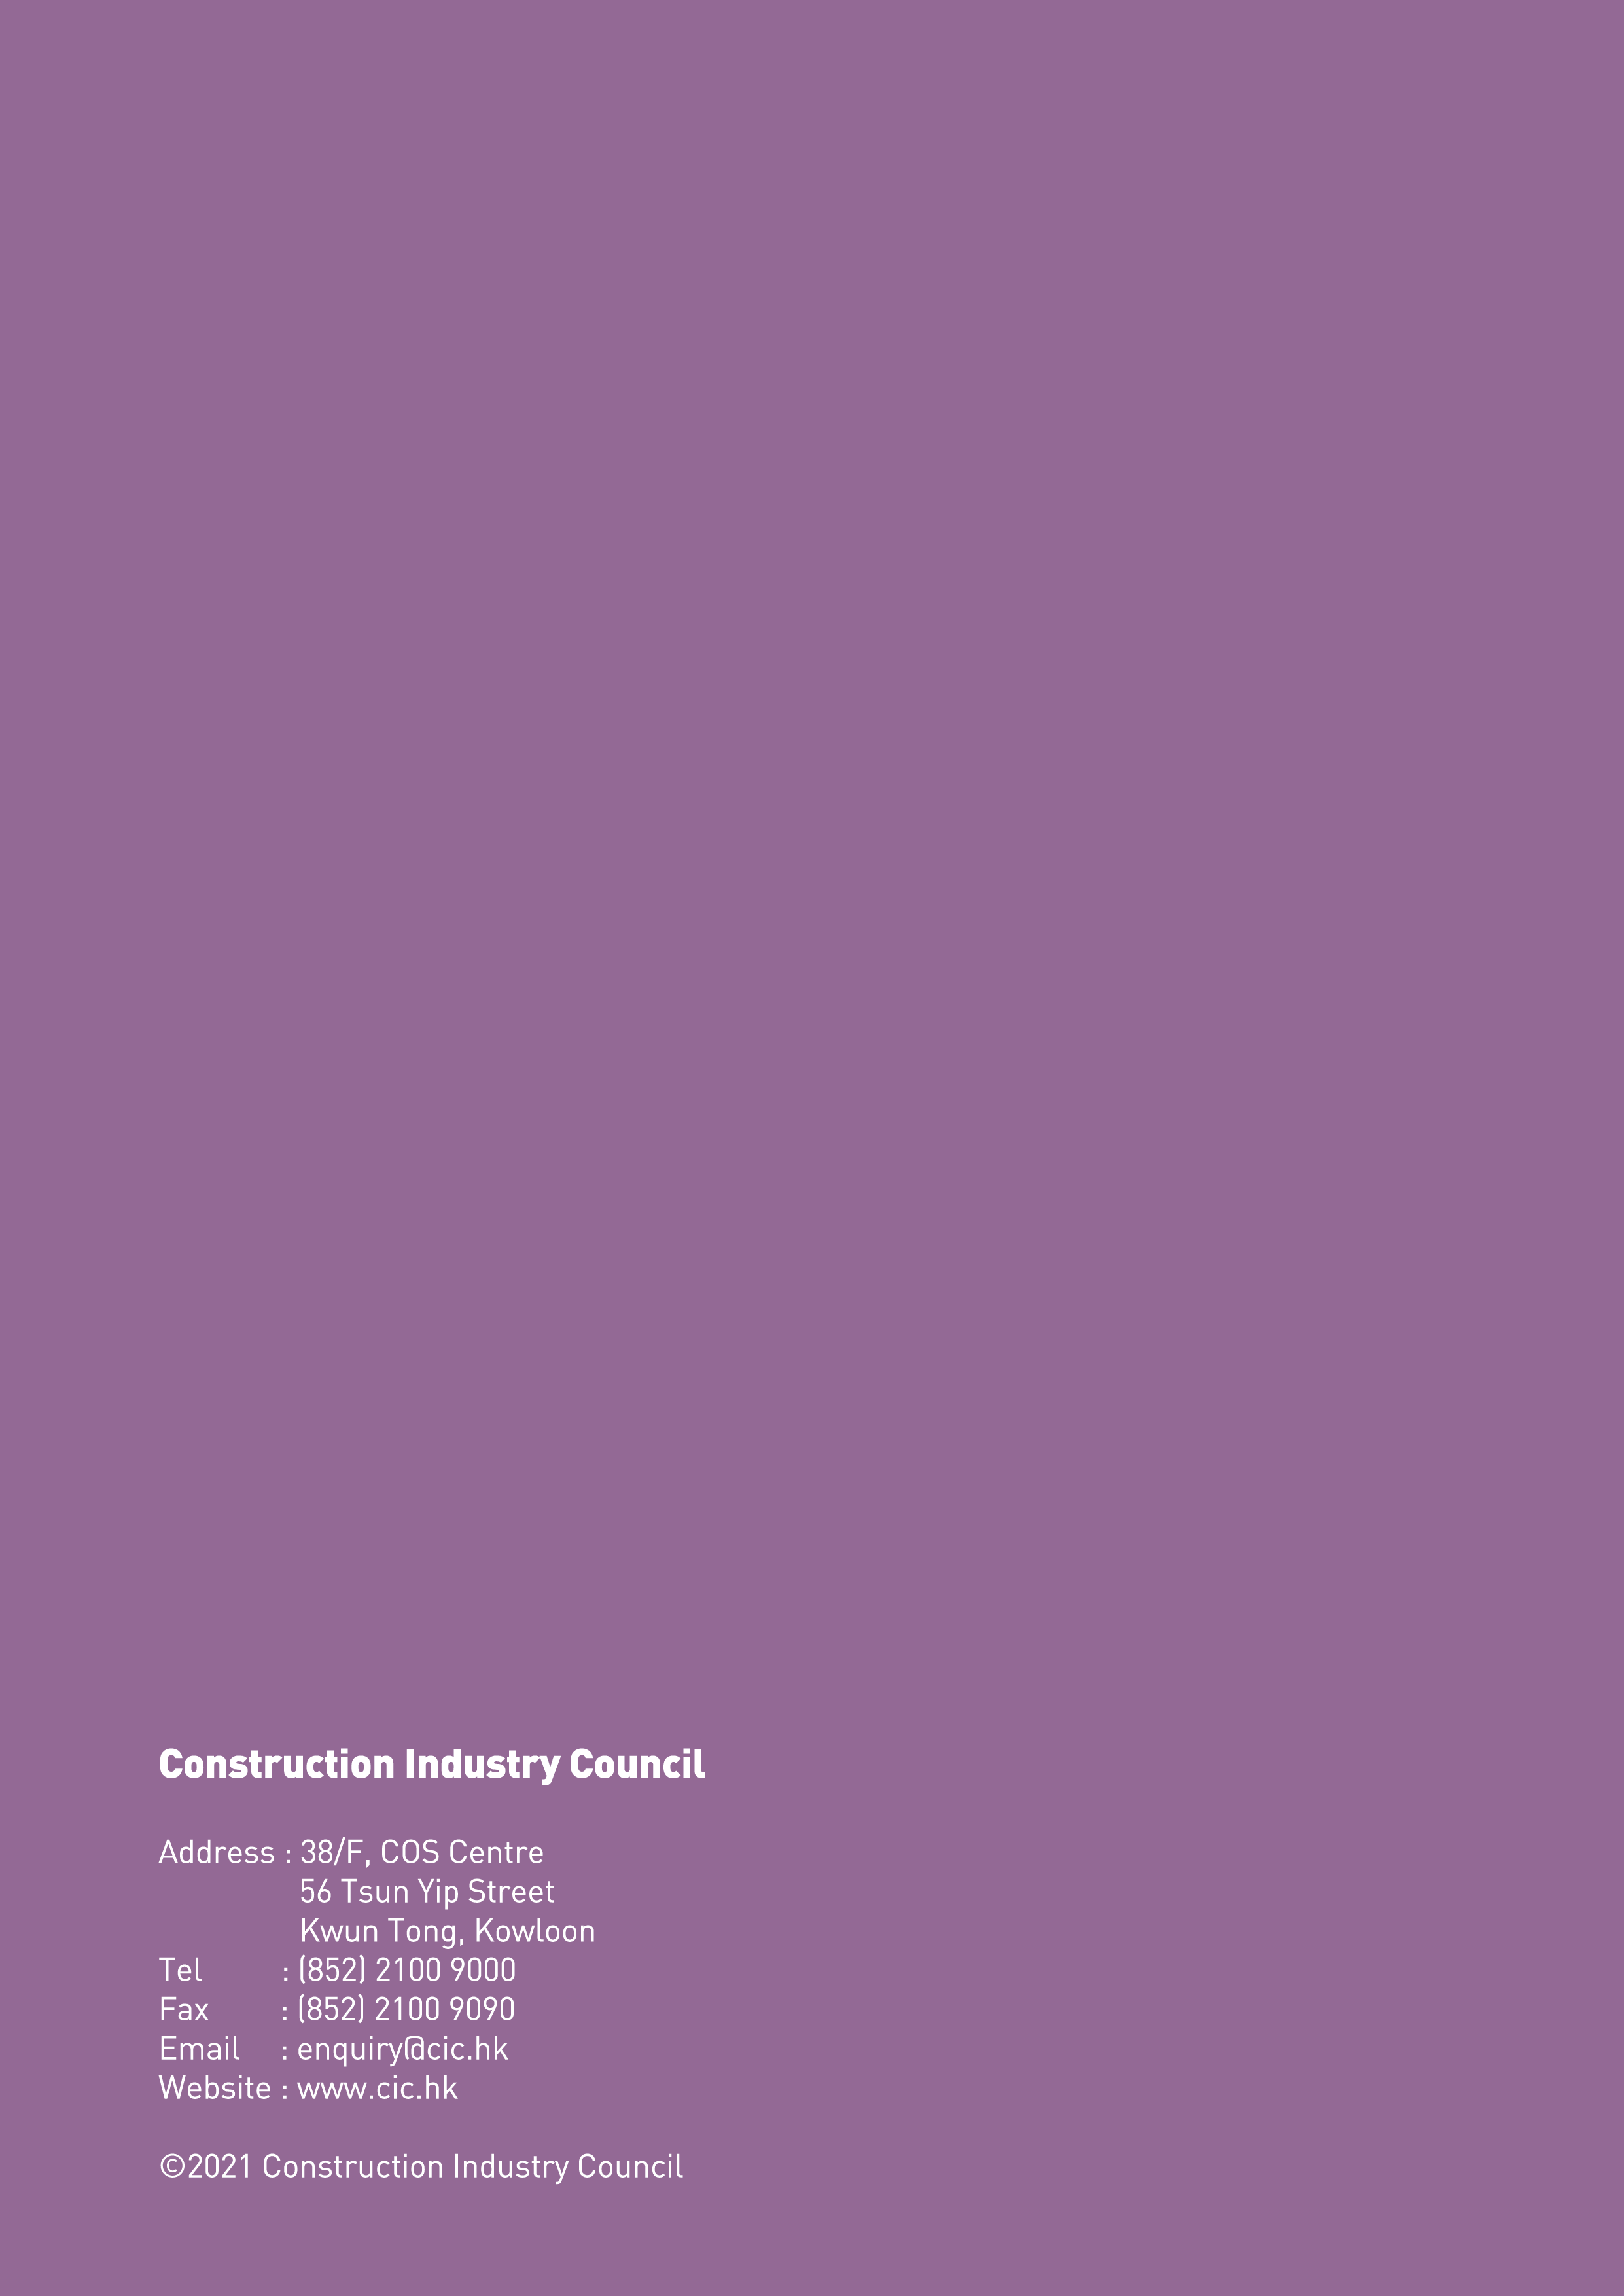 Construction Industry Council
Address : 38/F, COS Centre
56 Tsun Yip Street
Kwun Tong, Kowloon
Tel : (852) 2100 9000
Fax : (852) 2100 9090
Email : enquiry@cic.hk
Website : www.cic.hk
©2021 Construction Industry Council